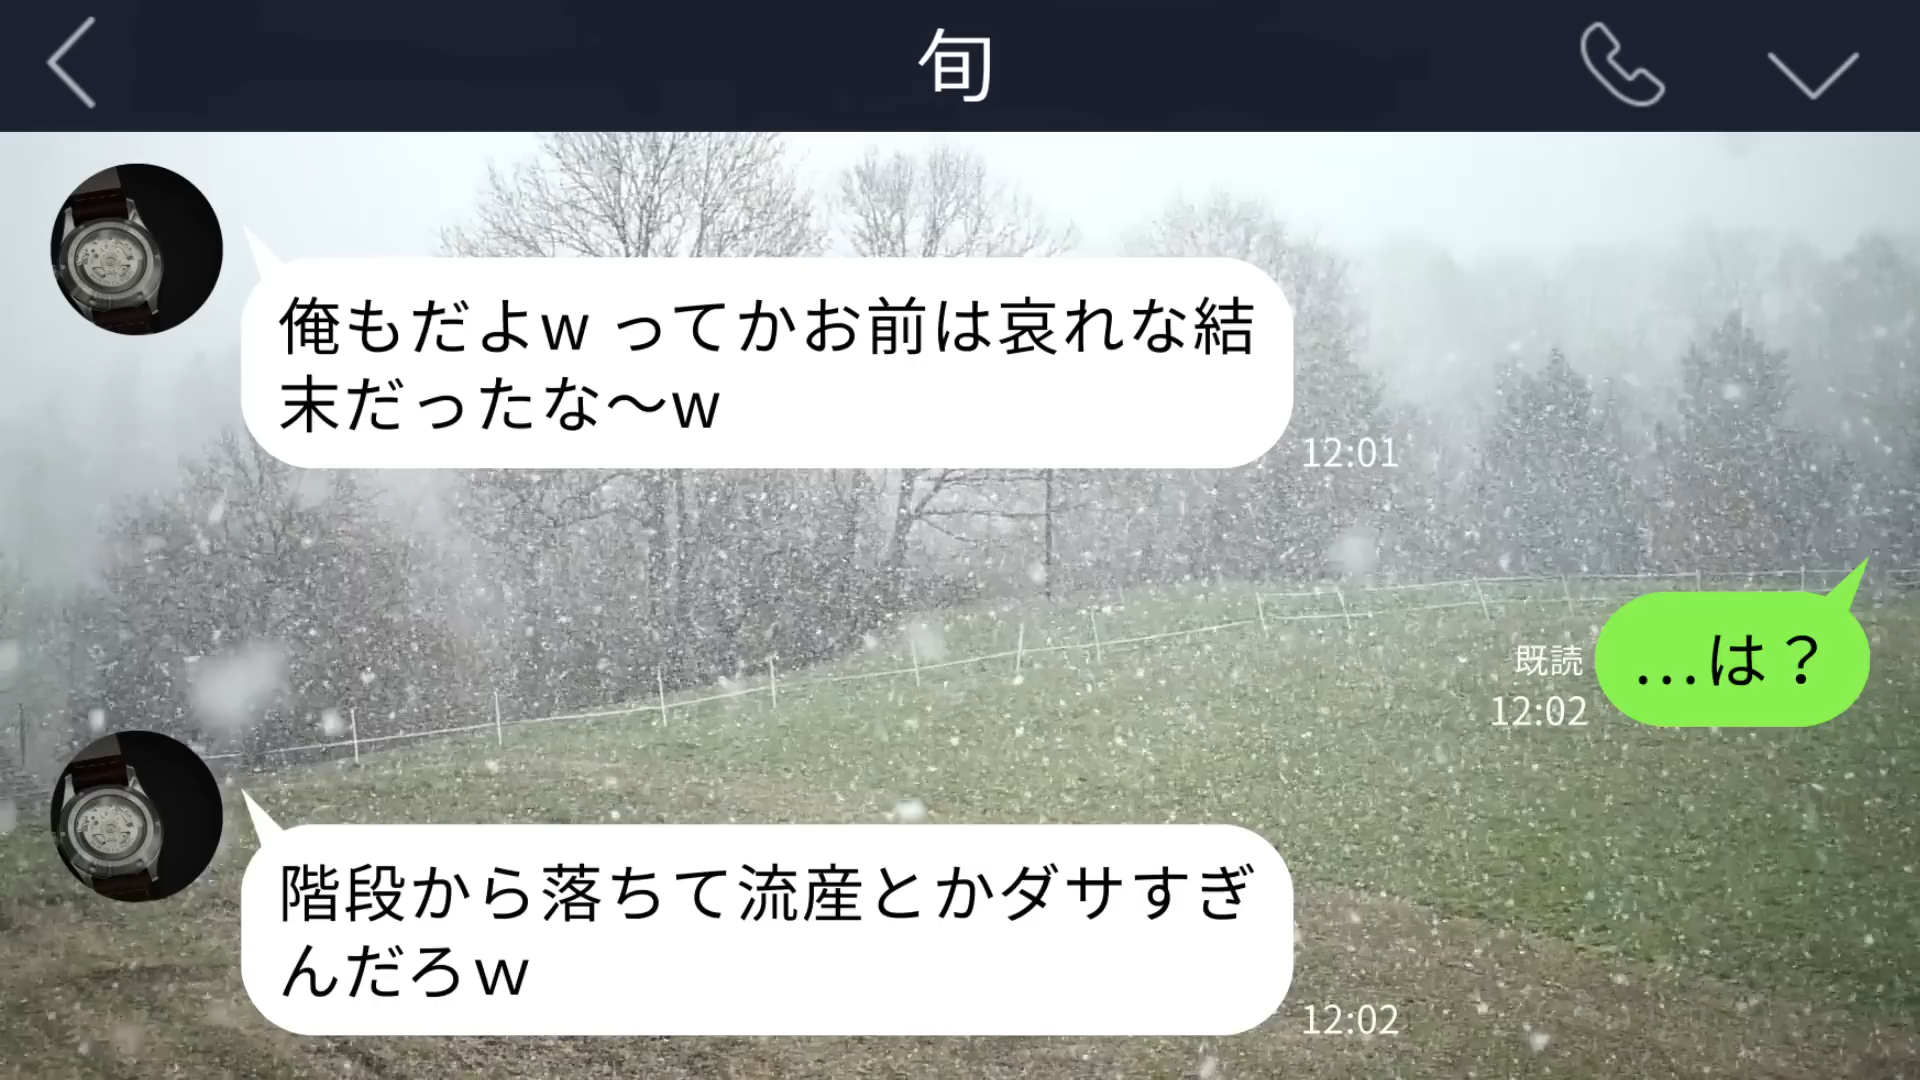 旬
俺もだよw ってかお前は哀れな結
末だったな〜w
12:01
…は？
既読
12:02
階段から落ちて流産とかダサすぎ
んだろｗ
12:02